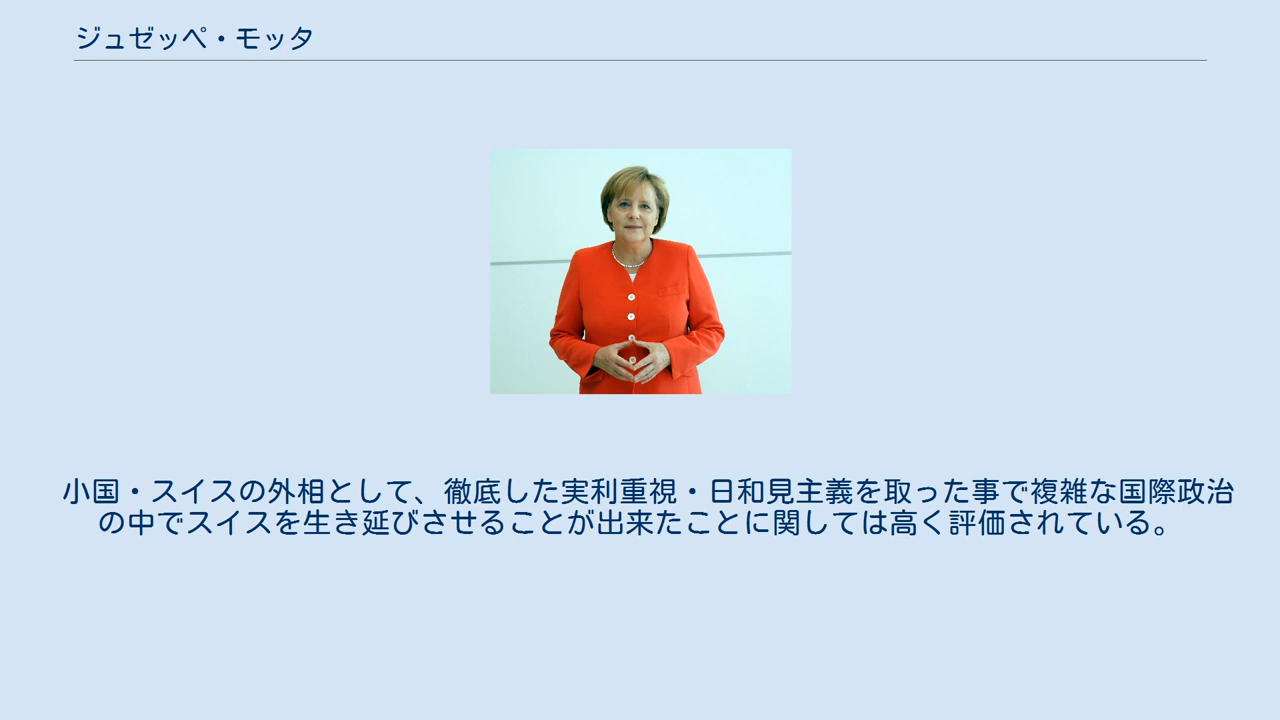 ジュゼッペ・モッタ
小国・スイスの外相として、徹底した実利重視・日和見主義を取った事で複雑な国際政治
の中でスイスを生き延びさせることが出来たことに関しては高く評価されている。